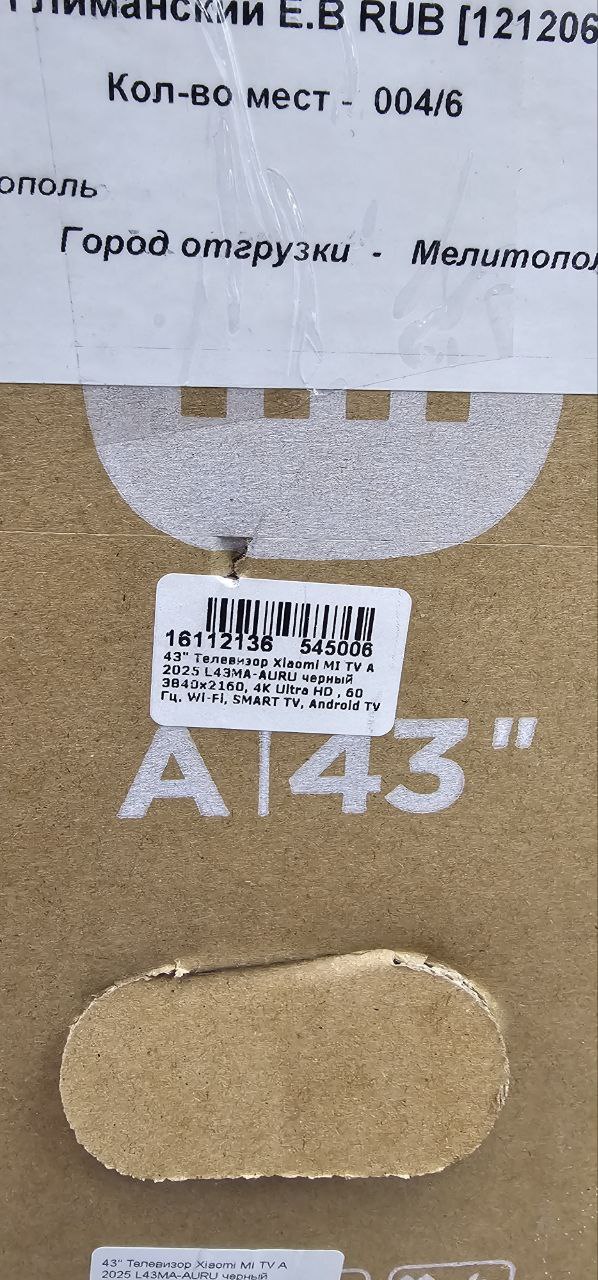 Лиманский Е.В RUB [121206
Кол-во мест - 004/6
ополь
Город отгрузки - Мелитопол
16112136 545006
43" Телевизор Xiaomi MI TV A
2025 L43MA-AURU черный
3840x2160, 4K Ultra HD , 60
Гц, Wi-Fi, SMART TV, Android TV
A|43"
43" Телевизор Xiaomi MI TV A
2025 L43MA-AURU черный